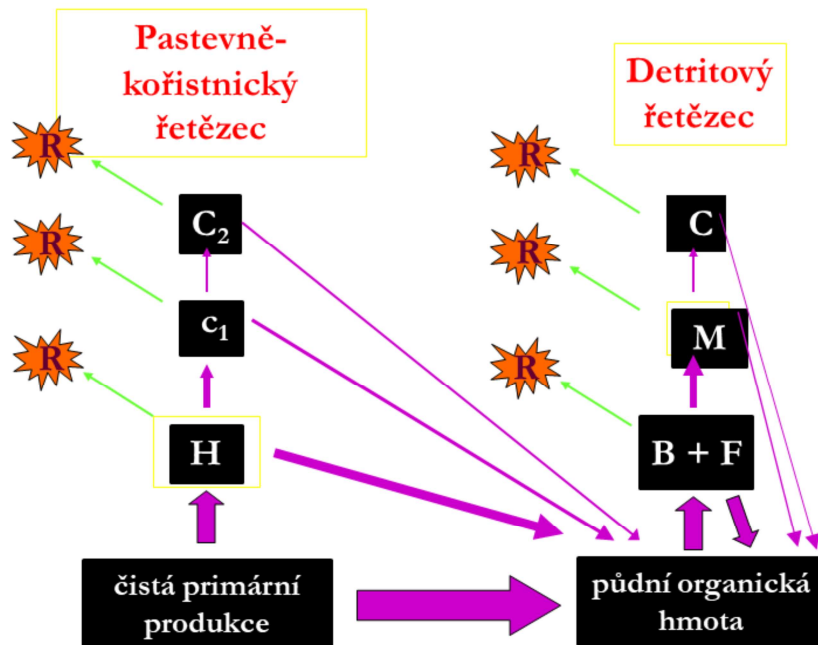 Pastevně-
kořistnický
řetězec
Detritový
řetězec
R
R
C₂
C
R
R
c₁
M
R
R
H
B + F
čistá primární
produkce
půdní organická
hmota